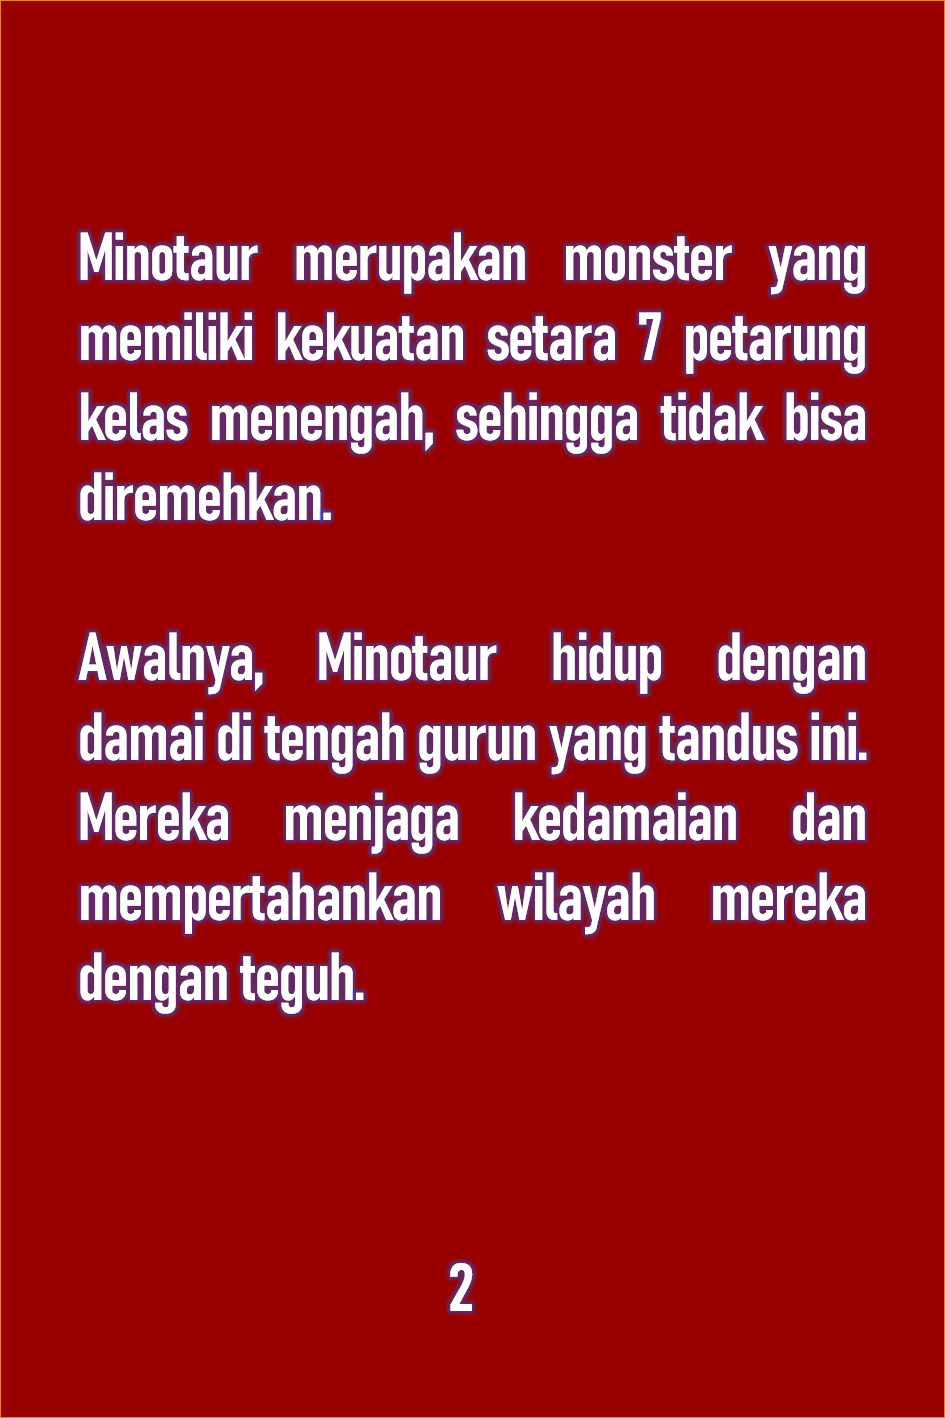 Minotaur merupakan monster yang
memiliki kekuatan setara 7 petarung
kelas menengah, sehingga tidak bisa
diremehkan.
Awalnya, Minotaur hidup dengan
damai di tengah gurun yang tandus ini.
Mereka menjaga kedamaian dan
mempertahankan wilayah mereka
dengan teguh.
2